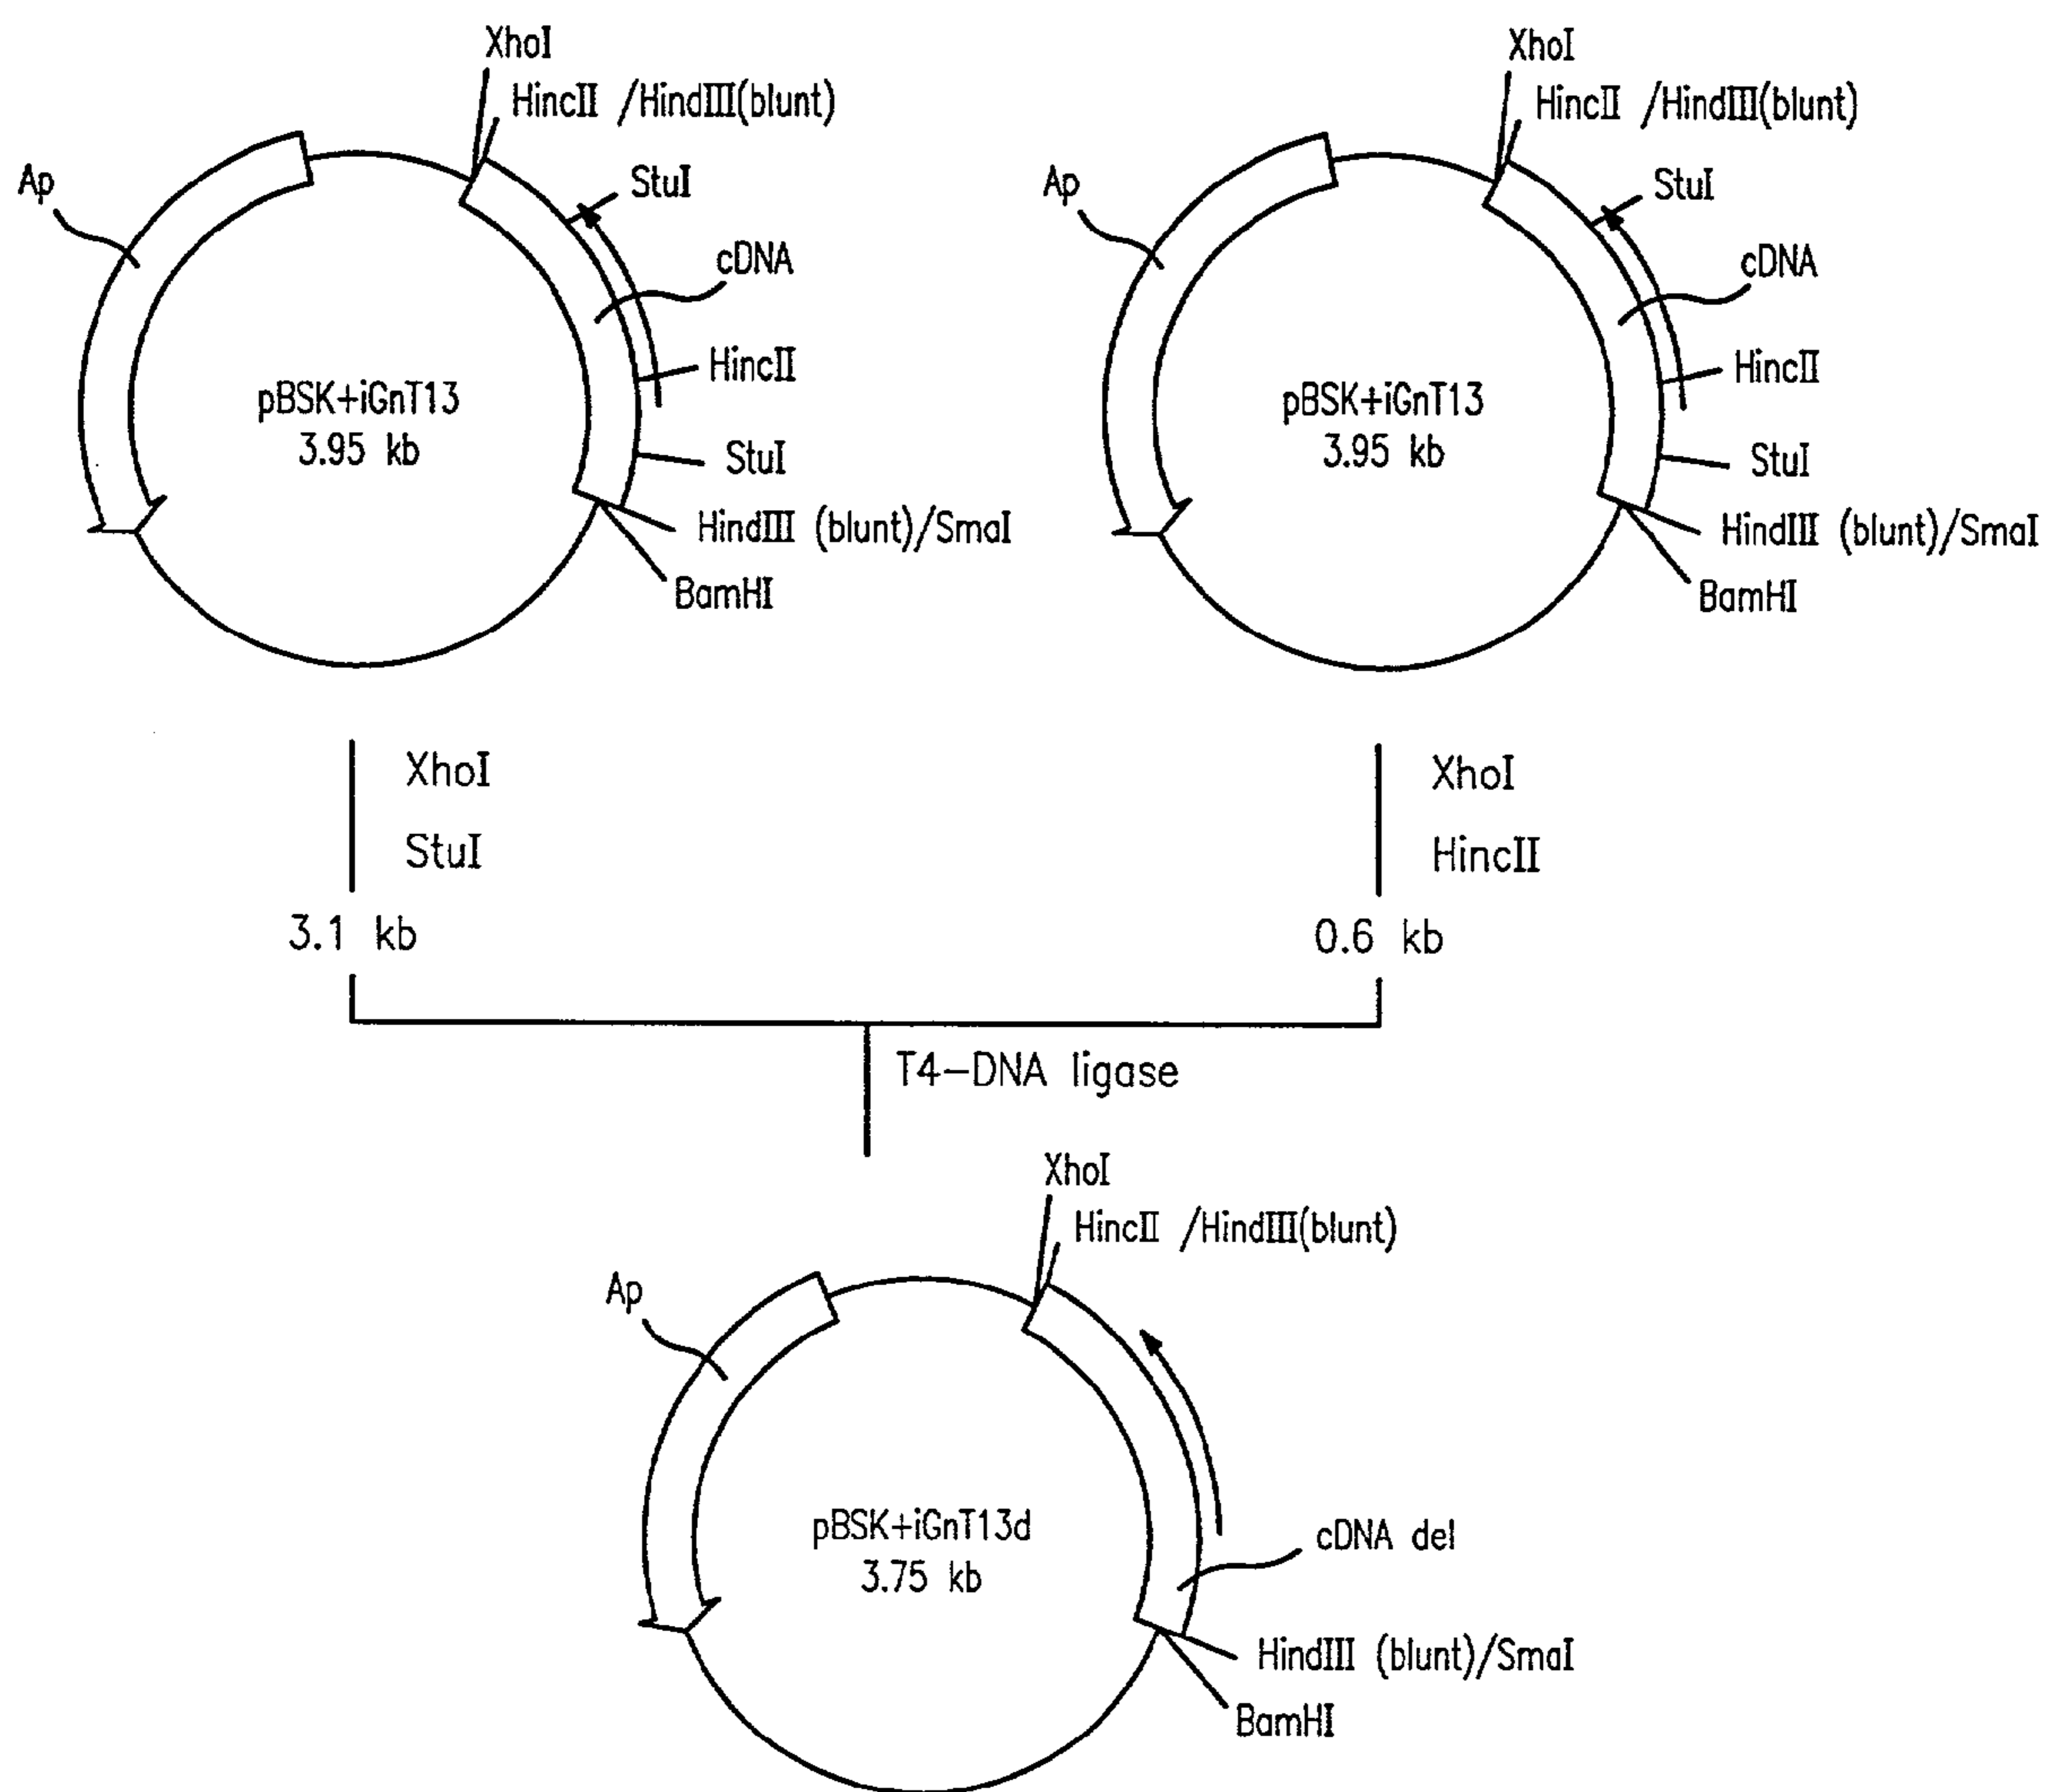 XhoI
HincII /HindIII(blunt)
StuI
Ap
cDNA
HincII
pBSK+iGnT13
3.95 kb
StuI
HindIII (blunt)/SmaI
BamHI
XhoI
HincII /HindIII(blunt)
StuI
Ap
cDNA
HincII
pBSK+iGnT13
3.95 kb
StuI
HindIII (blunt)/SmaI
BamHI
XhoI
StuI
3.1 kb
XhoI
HincII
0.6 kb
T4-DNA ligase
XhoI
HincII /HindIII(blunt)
Ap
pBSK+iGnT13d
3.75 kb
cDNA del
HindIII (blunt)/SmaI
BamHI